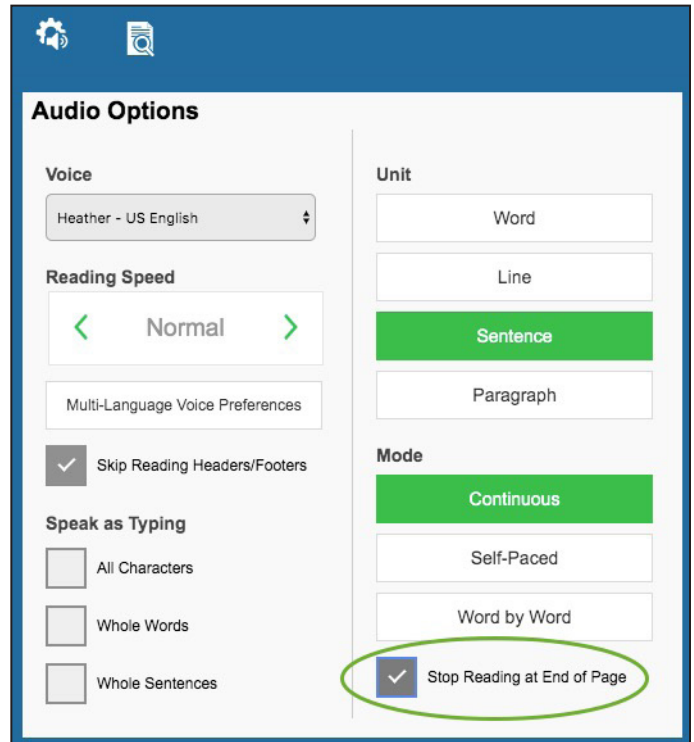 Audio Options
Voice
Heather - US English
Reading Speed
Normal
Multi-Language Voice Preferences
Skip Reading Headers/Footers
Speak as Typing
All Characters
Whole Words
Whole Sentences
Unit
Word
Line
Sentence
Paragraph
Mode
Continuous
Self-Paced
Word by Word
Stop Reading at End of Page